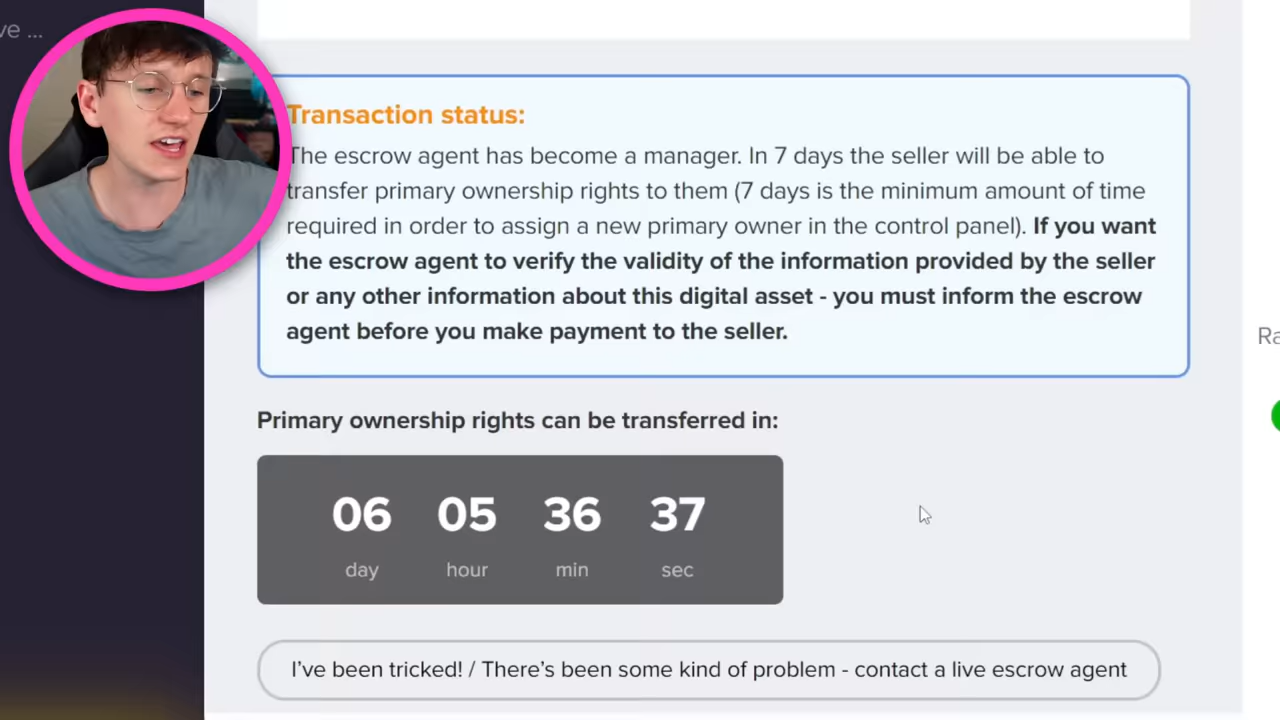 ve ...
Transaction status:
The escrow agent has become a manager. In 7 days the seller will be able to
transfer primary ownership rights to them (7 days is the minimum amount of time
required in order to assign a new primary owner in the control panel). If you want
the escrow agent to verify the validity of the information provided by the seller
or any other information about this digital asset - you must inform the escrow
agent before you make payment to the seller.
Ra
Primary ownership rights can be transferred in:
06 05 36 37
day hour min sec
I've been tricked! / There's been some kind of problem - contact a live escrow agent